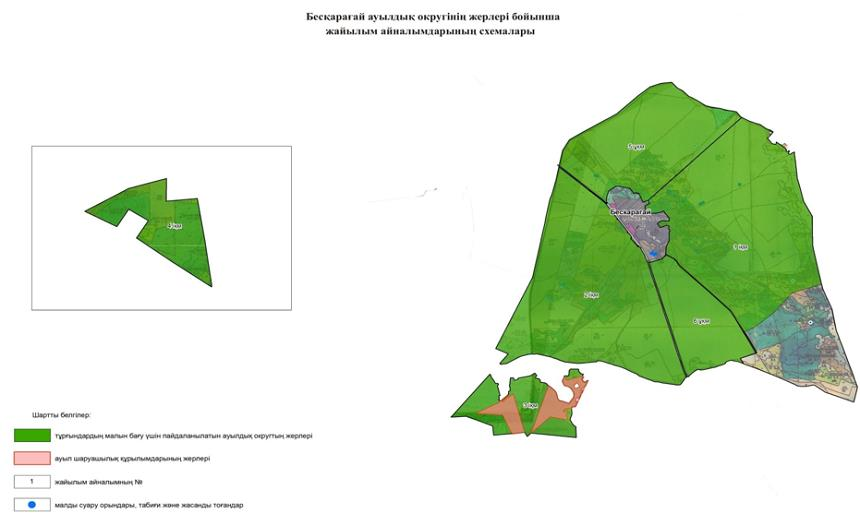 Бесқарағай ауылдық округінің жерлері бойынша
жайылым айналымдарының схемалары
Бесқарағай
Шартты белгілер:
тұрғындардың малын бағу үшін пайдаланылатын ауылдық округтың жерлері
ауыл шаруашылық құрылымдарының жерлері
1
жайылым айналымның №
малды суару орындары, табиғи және жасанды тоғандар